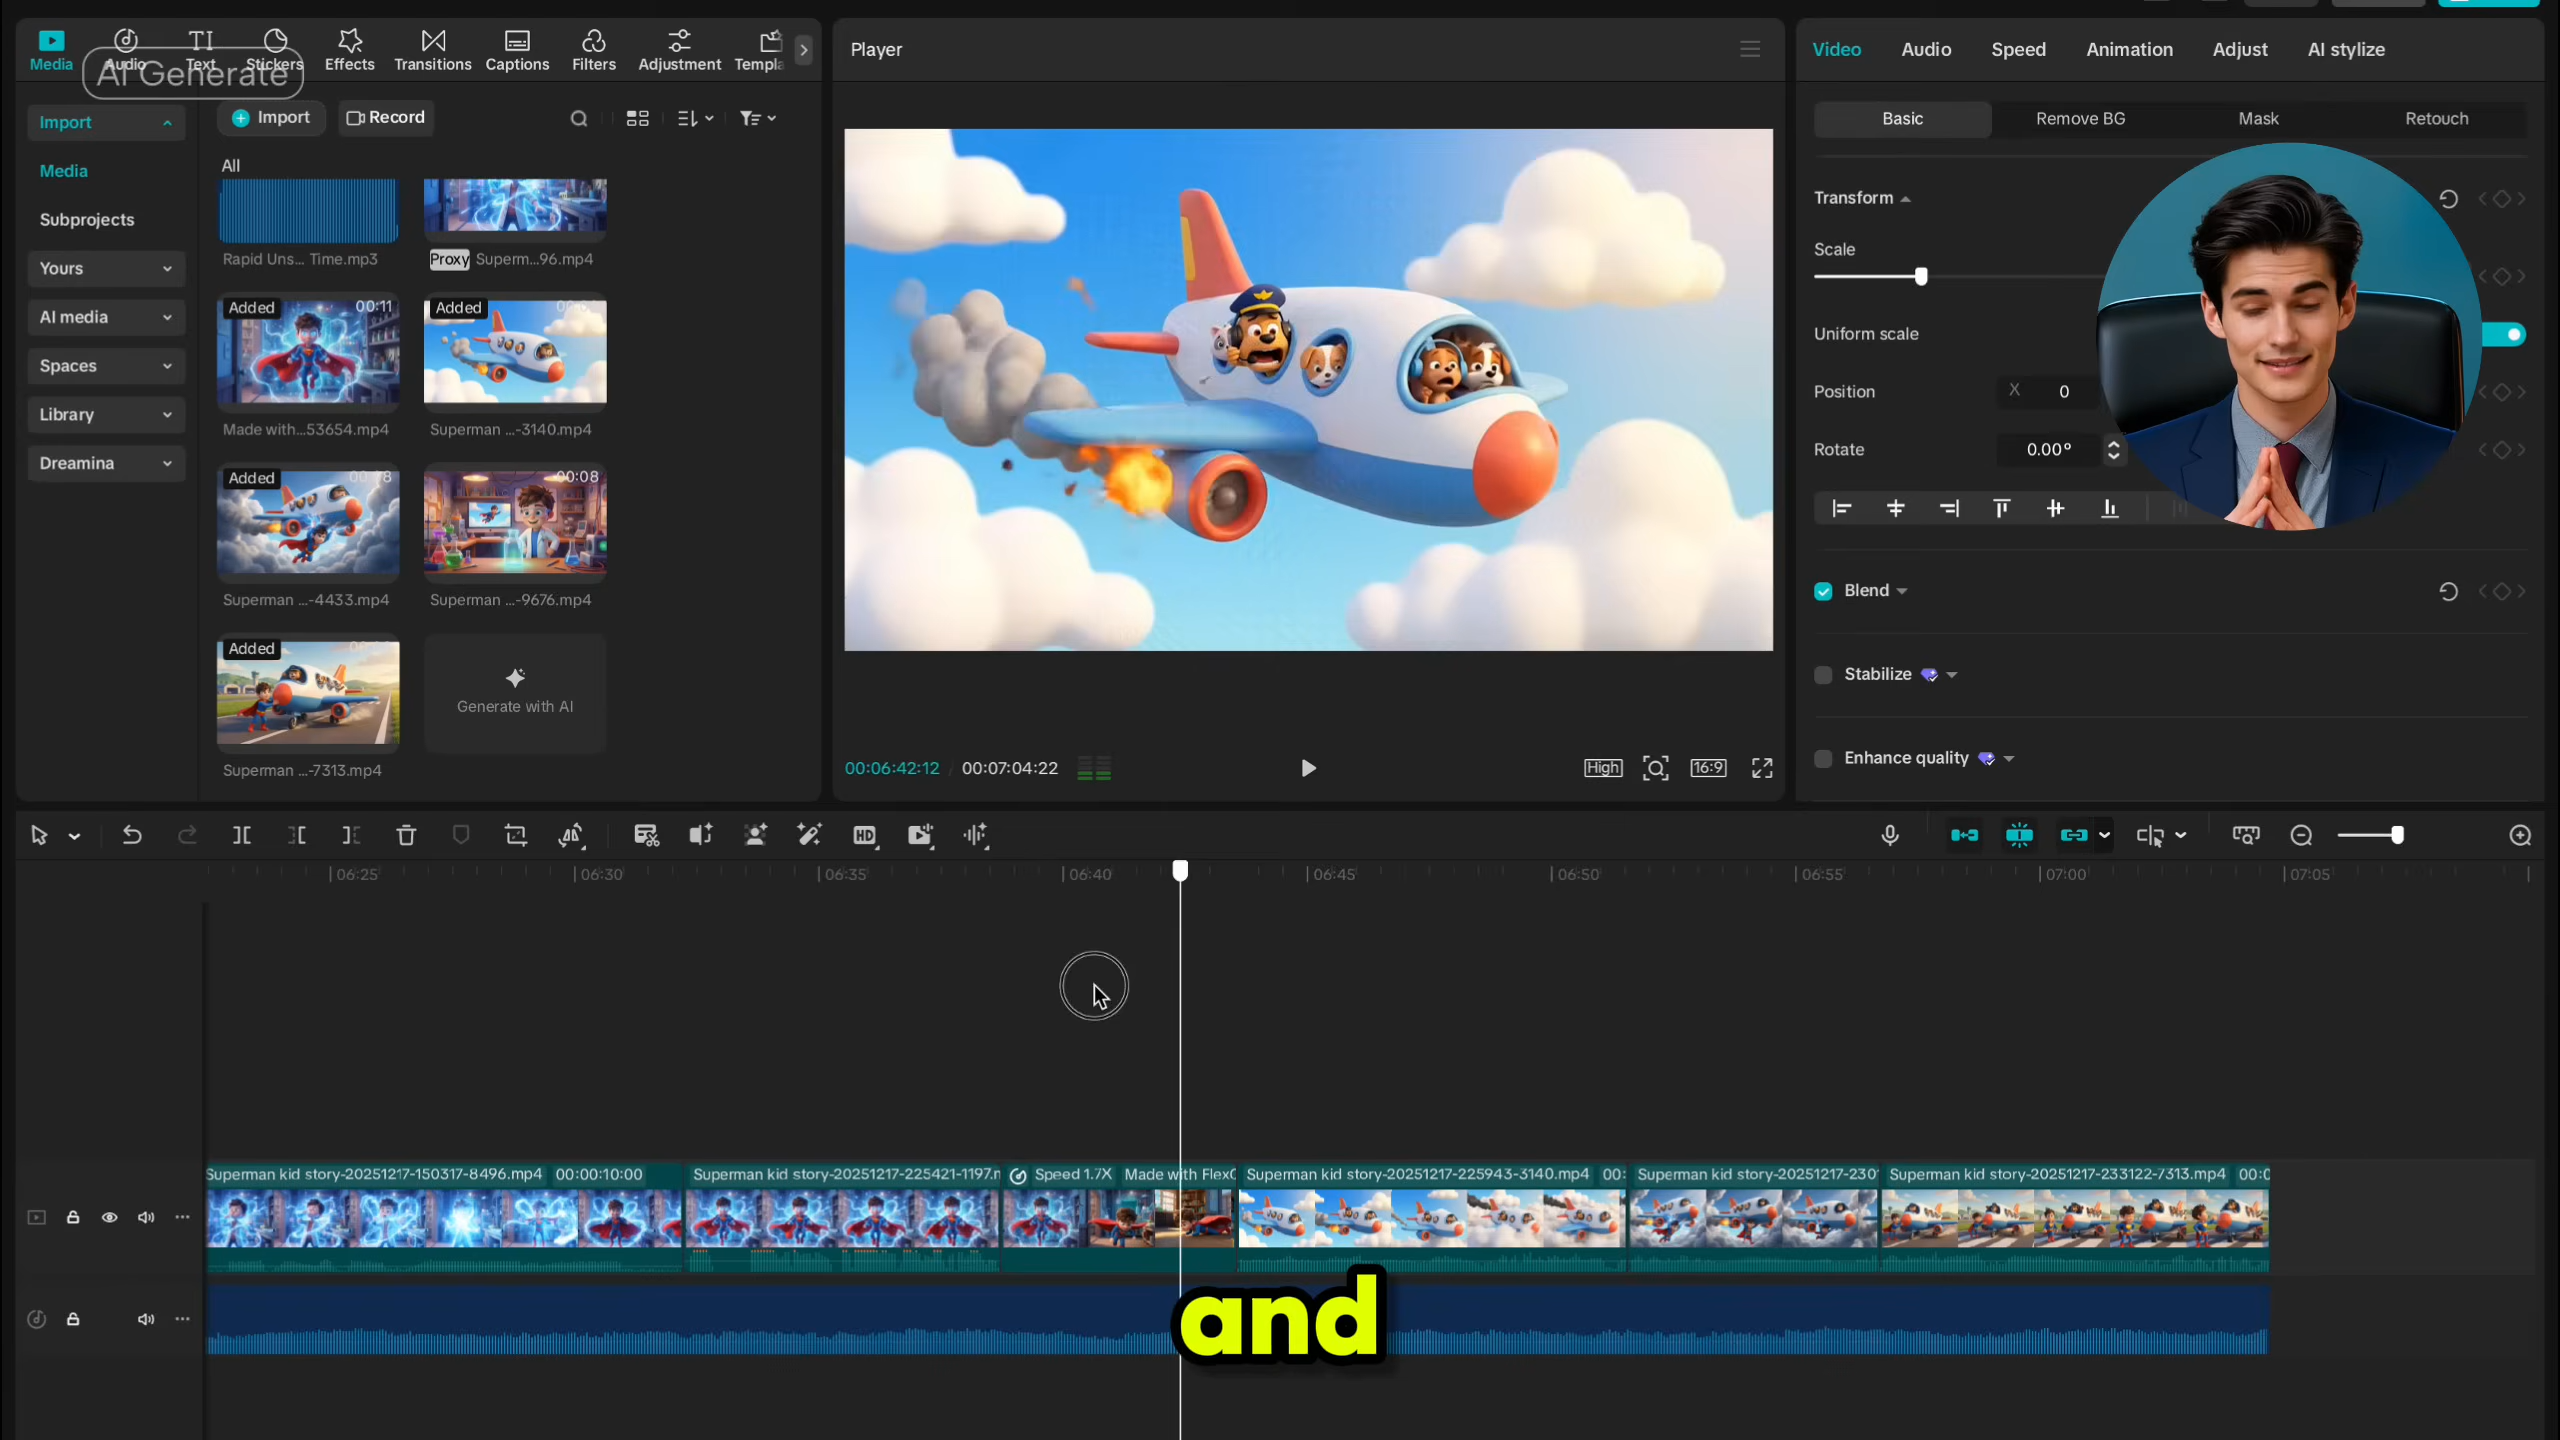 Media
Audio
Text
Stickers
Effects
Transitions
Captions
Filters
Adjustment
Templa
AI Generate
Import
Media
Subprojects
Yours
AI media
Spaces
Library
Dreamina
Import
Record
All
Rapid Uns... Time.mp3
Proxy Superm...96.mp4
Added 00:11
Made with...53654.mp4
Added
Superman ...-3140.mp4
Added
Superman ...-4433.mp4
00:08
Superman ...-9676.mp4
Added
Superman ...-7313.mp4
Generate with AI
Player
00:06:42:12 00:07:04:22
High
16:9
Video Audio Speed Animation Adjust AI stylize
Basic Remove BG Mask Retouch
Transform
Scale
Uniform scale
Position X 0
Rotate 0.00°
Blend
Stabilize
Enhance quality
HD
06:25 06:30 06:35 06:40 06:45 06:50 06:55 07:00 07:05
Superman kid story-20251217-150317-8496.mp4 00:00:10:00
Superman kid story-20251217-225421-1197.m
Speed 1.7X Made with Flex
Superman kid story-20251217-225943-3140.mp4 00:
Superman kid story-20251217-230
Superman kid story-20251217-233122-7313.mp4 00:0
and